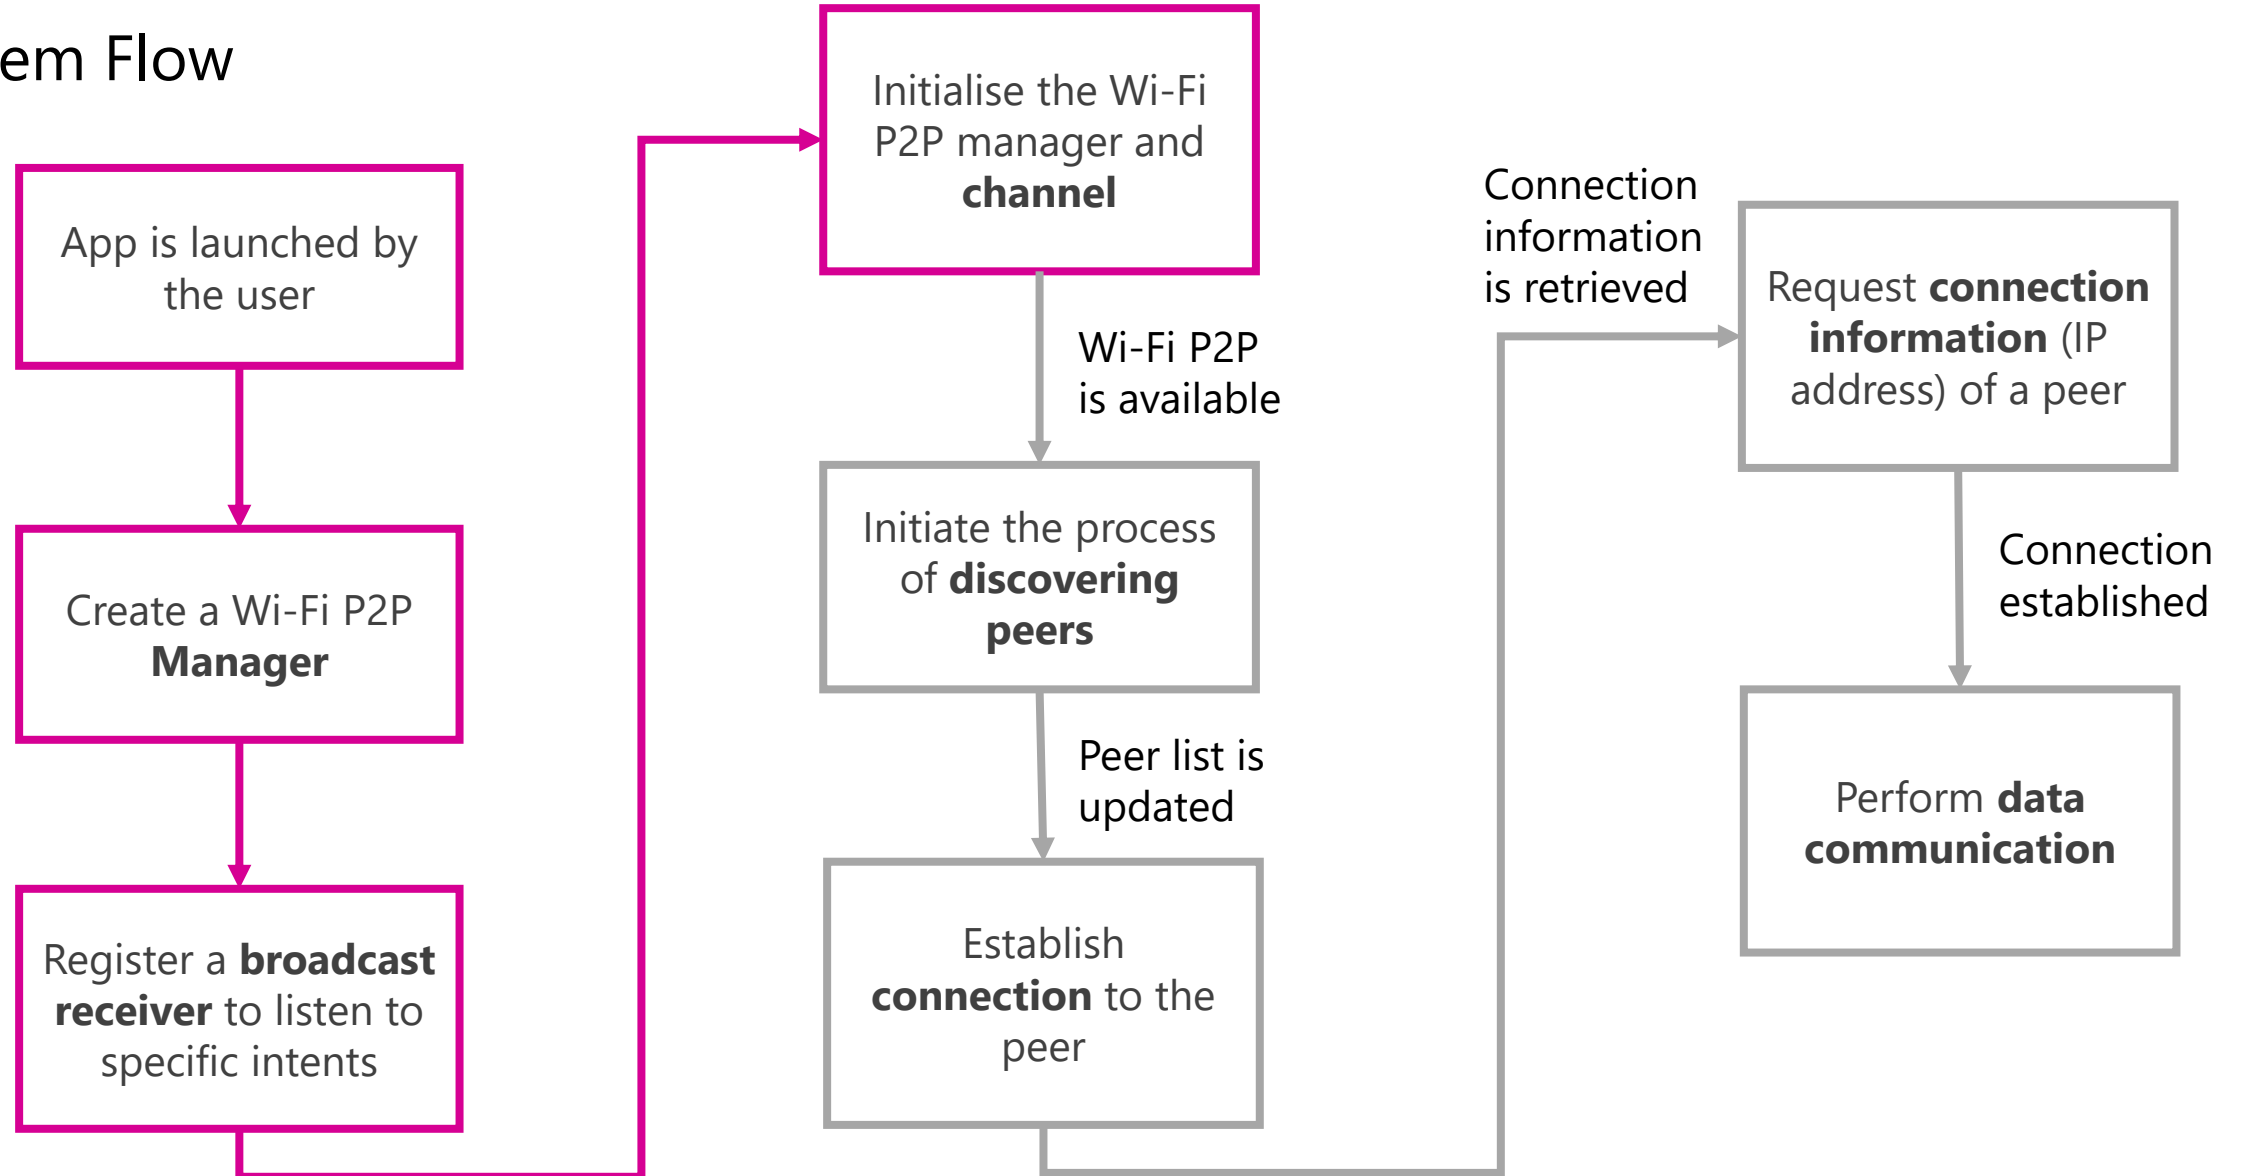 em Flow
App is launched by
the user
Create a Wi-Fi P2P
Manager
Register a broadcast
receiver to listen to
specific intents
Initialise the Wi-Fi
P2P manager and
channel
Wi-Fi P2P
is available
Initiate the process
of discovering
peers
Peer list is
updated
Establish
connection to the
peer
Connection
information
is retrieved
Request connection
information (IP
address) of a peer
Connection
established
Perform data
communication